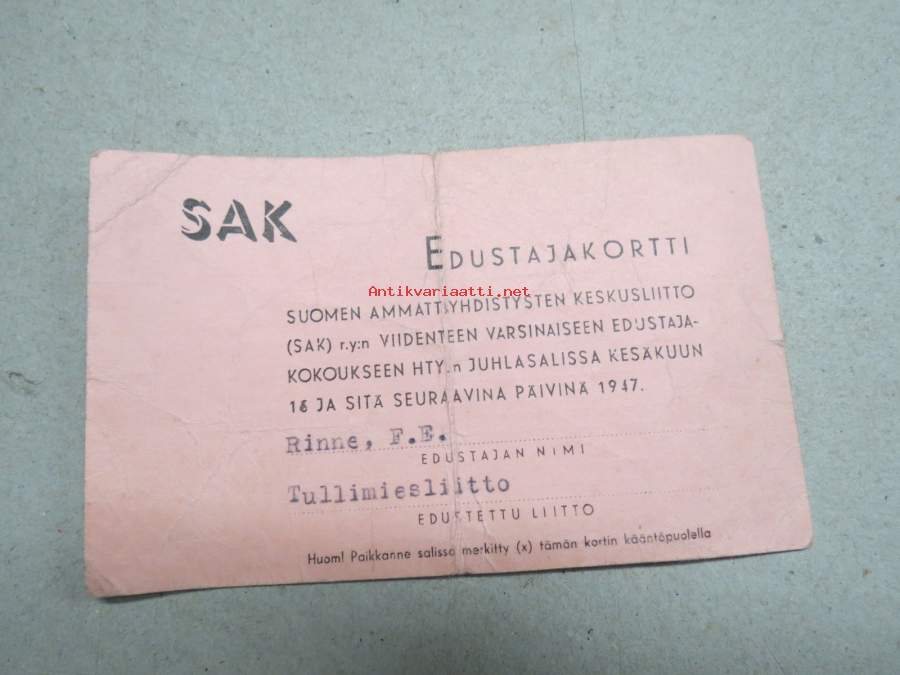 SAK
EDUSTAJAKORTTI
Antikvariaatti.net
SUOMEN AMMATTIYHDISTYSTEN KESKUSLIITTO
(SAK) r.y:n VIIDENTEEN VARSINAISEEN EDUSTAJA-
KOKOUKSEEN HTY:n JUHLASALISSA KESÄKUUN
16 JA SITÄ SEURAAVINA PÄIVINÄ 1947.
Rinne, F.E.
EDUSTAJAN NIMI
Tullimiesliitto
EDUSTETTU LIITTO
Huom! Paikkanne salissa merkitty (x) tämän kortin kääntöpuolella